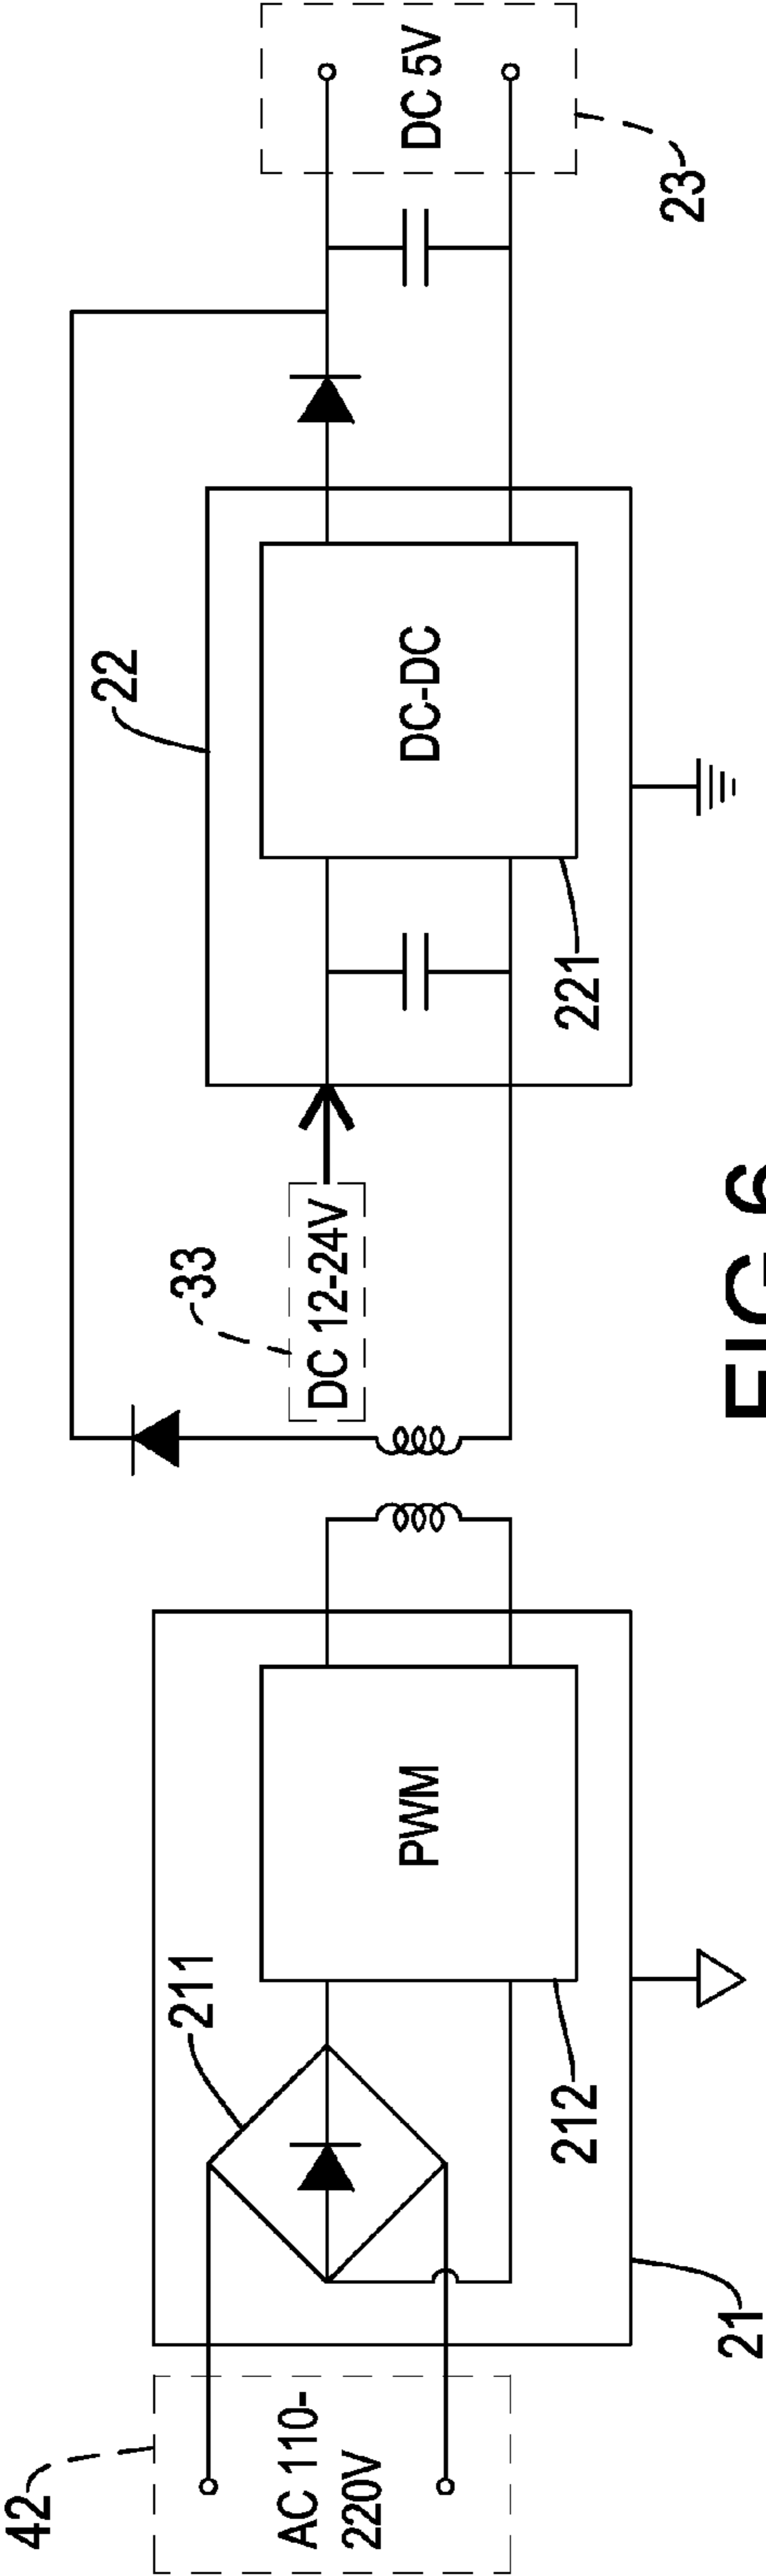 42
AC 110-
220V
211
PWM
212
21
33
DC 12-24V
22
DC-DC
221
DC 5V
23
FIG.6